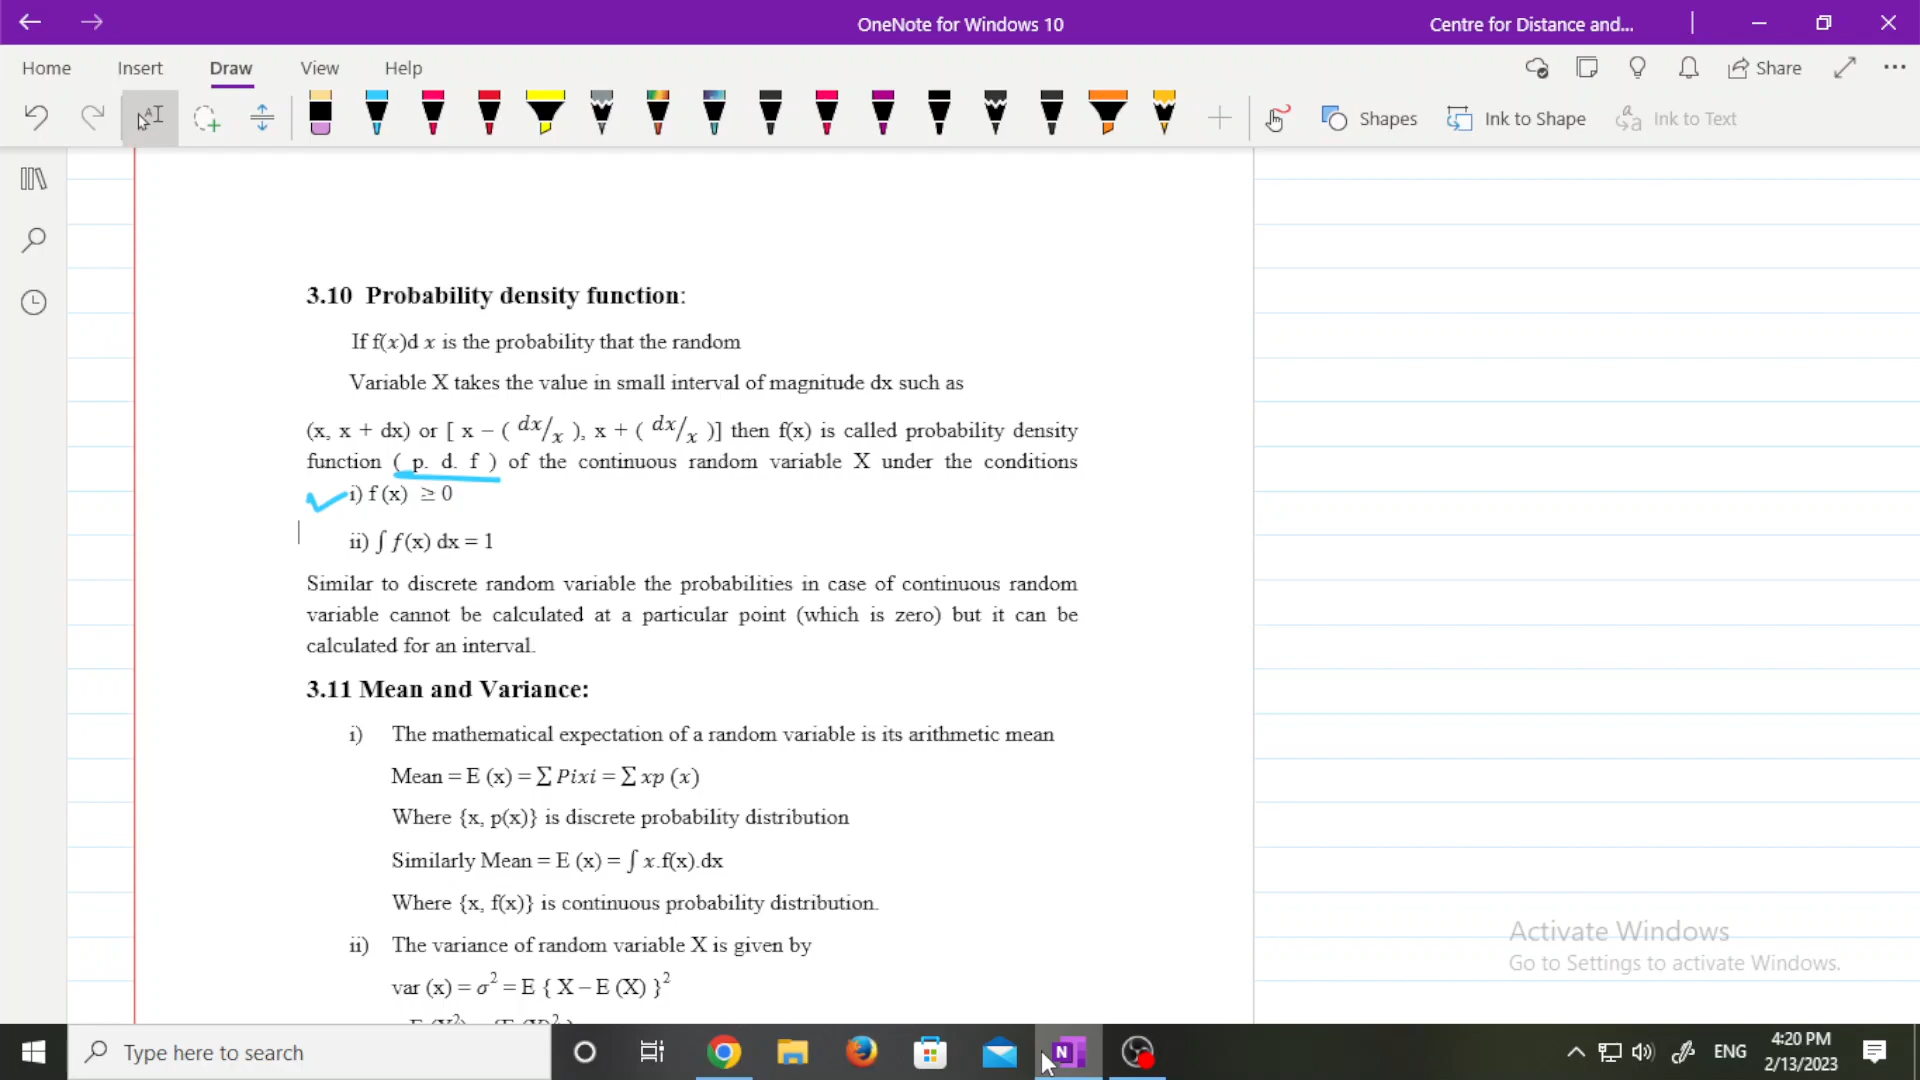 OneNote for Windows 10
Centre for Distance and...
Home Insert Draw View Help
Share
Shapes
Ink to Shape
Ink to Text
3.10 Probability density function:
If f(x)d x is the probability that the random
Variable X takes the value in small interval of magnitude dx such as
(x, x + dx) or [ x − ( dx/x ), x + ( dx/x )] then f(x) is called probability density
function ( p. d. f ) of the continuous random variable X under the conditions
i) f (x) ≥ 0
ii) ∫ f(x) dx = 1
Similar to discrete random variable the probabilities in case of continuous random
variable cannot be calculated at a particular point (which is zero) but it can be
calculated for an interval.
3.11 Mean and Variance:
i) The mathematical expectation of a random variable is its arithmetic mean
Mean = E (x) = ∑ Pixi = ∑ xp (x)
Where {x, p(x)} is discrete probability distribution
Similarly Mean = E (x) = ∫ x.f(x).dx
Where {x, f(x)} is continuous probability distribution.
ii) The variance of random variable X is given by
var (x) = σ² = E { X – E (X) }²
Activate Windows
Go to Settings to activate Windows.
Type here to search
ENG
4:20 PM
2/13/2023